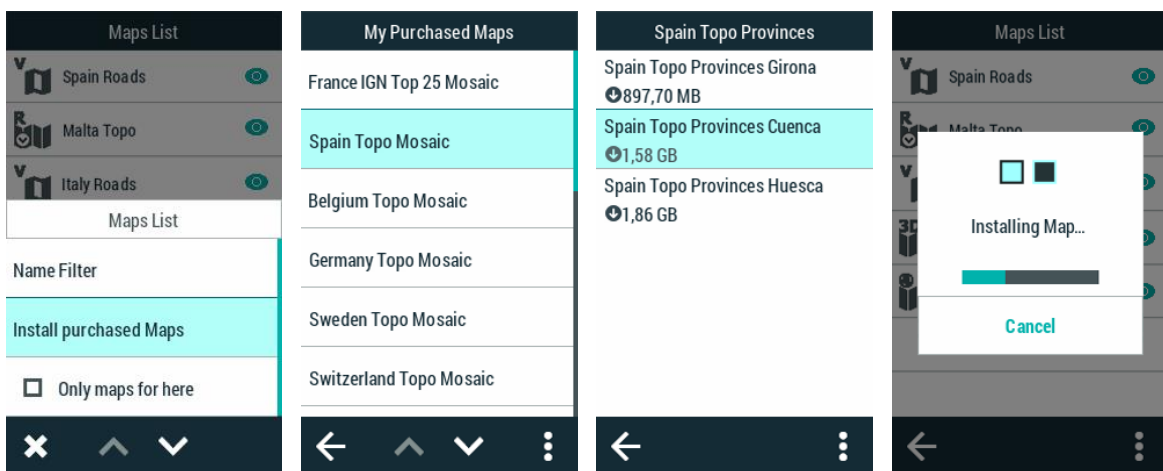 Maps List
V
Spain Roads
R
Malta Topo
V
Italy Roads
Maps List
Name Filter
Install purchased Maps
Only maps for here
My Purchased Maps
France IGN Top 25 Mosaic
Spain Topo Mosaic
Belgium Topo Mosaic
Germany Topo Mosaic
Sweden Topo Mosaic
Switzerland Topo Mosaic
Spain Topo Provinces
Spain Topo Provinces Girona
897,70 MB
Spain Topo Provinces Cuenca
1,58 GB
Spain Topo Provinces Huesca
1,86 GB
Maps List
V
Spain Roads
R
Malta Topo
V
3D
Installing Map...
Cancel